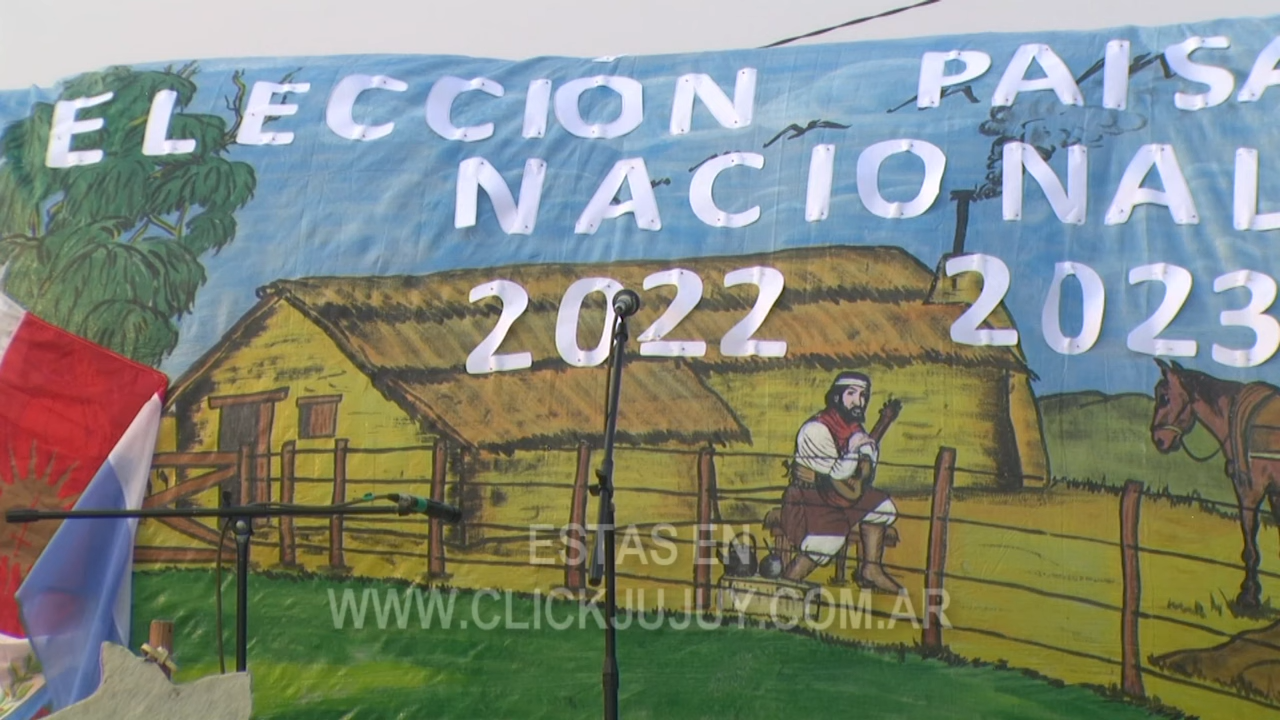 ELECCIÓN PAISA
NACIONAL
2022 2023
ESTAS EN
WWW.CLICKJUJUY.COM.AR